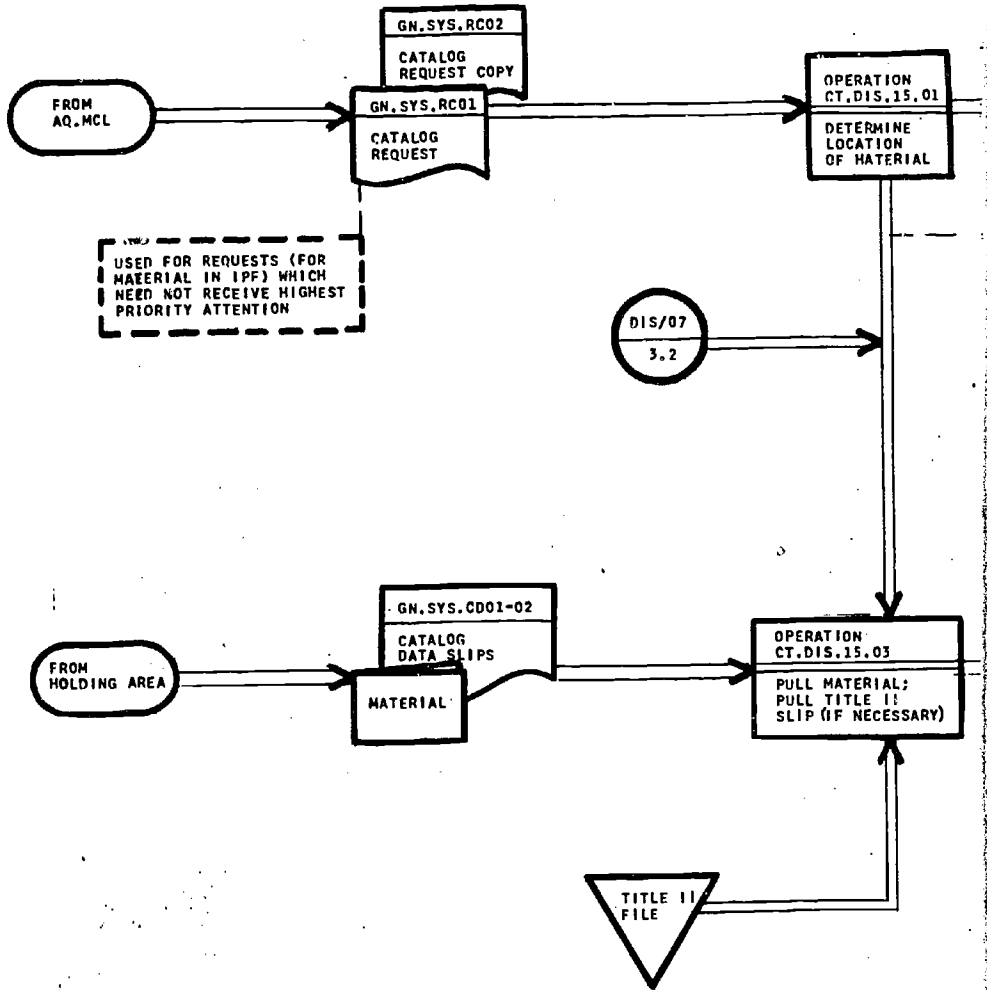 GN.SYS.RC02
CATALOG
REQUEST COPY
FROM
AQ.MCL
GN.SYS.RC01
CATALOG
REQUEST
OPERATION
CT.DIS.15.01
DETERMINE
LOCATION
OF MATERIAL
USED FOR REQUESTS (FOR
MATERIAL IN IPF) WHICH
NEED NOT RECEIVE HIGHEST
PRIORITY ATTENTION
DIS/07
3.2
GN.SYS.CD01-02
CATALOG
DATA SLIPS
FROM
HOLDING AREA
MATERIAL
OPERATION
CT.DIS.15.03
PULL MATERIAL;
PULL TITLE II
SLIP (IF NECESSARY)
TITLE II
FILE